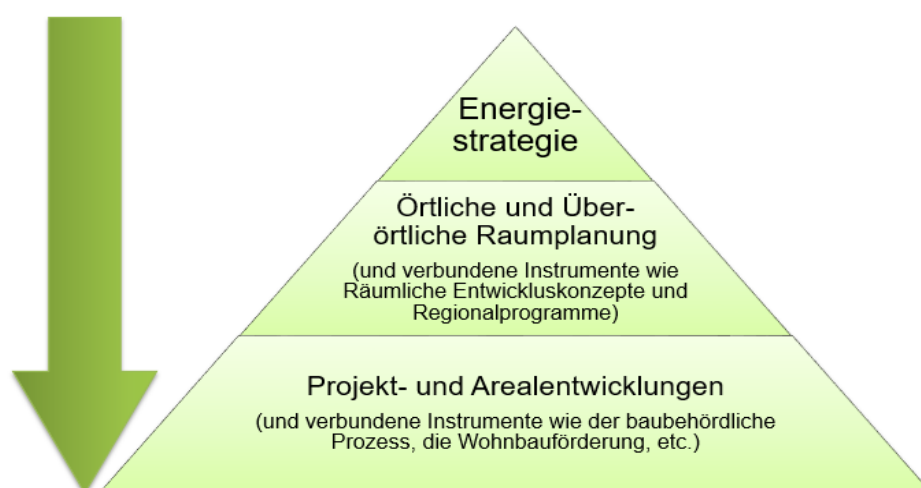 Energie-
strategie
Örtliche und Über-
örtliche Raumplanung
(und verbundene Instrumente wie
Räumliche Entwickluskonzepte und
Regionalprogramme)
Projekt- und Arealentwicklungen
(und verbundene Instrumente wie der baubehördliche
Prozess, die Wohnbauförderung, etc.)